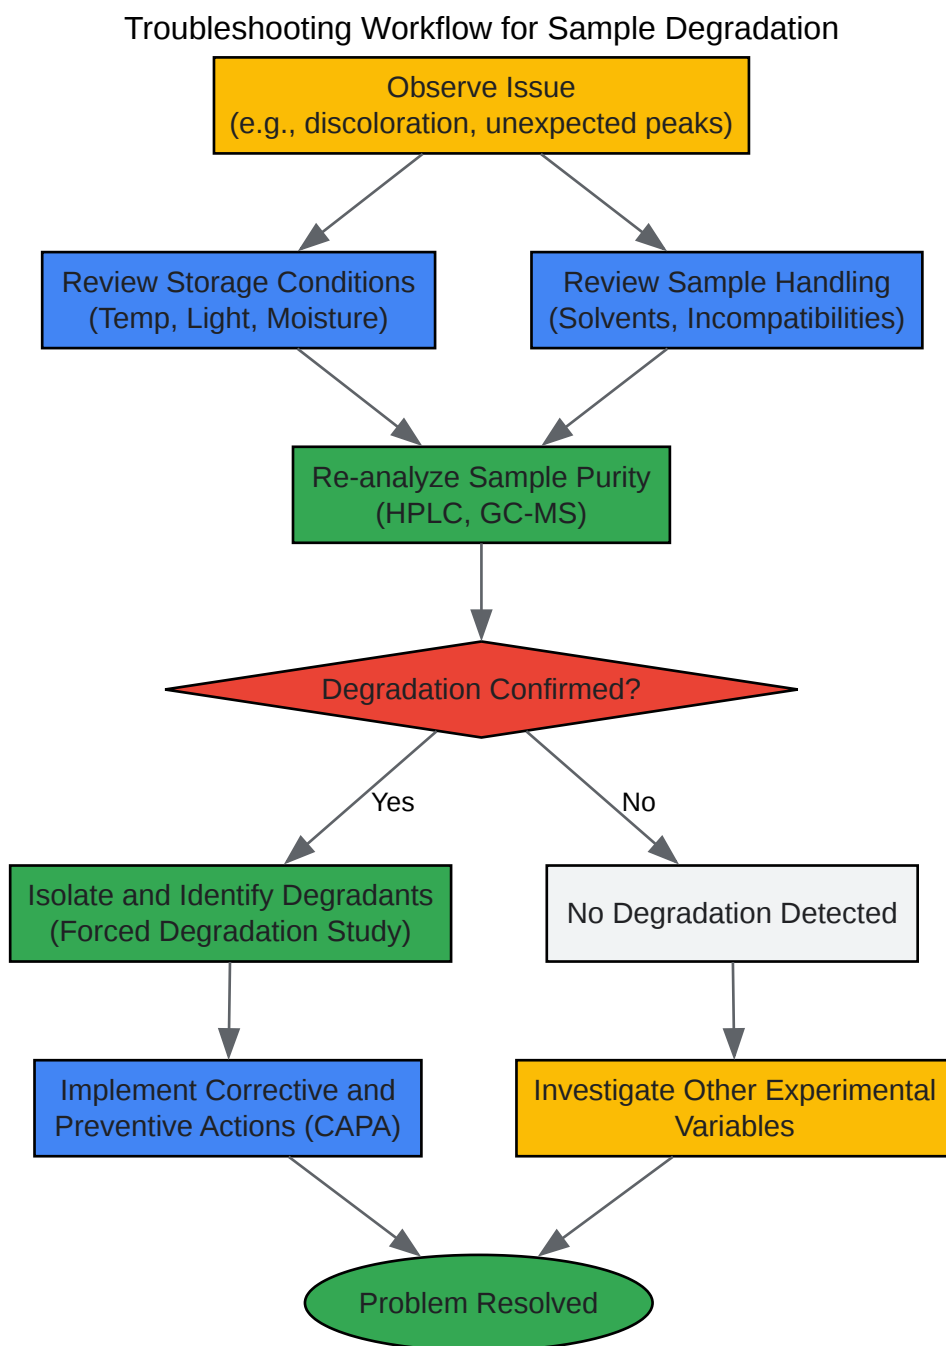 Troubleshooting Workflow for Sample Degradation
Observe Issue
(e.g., discoloration, unexpected peaks)
Review Storage Conditions
(Temp, Light, Moisture)
Review Sample Handling
(Solvents, Incompatibilities)
Re-analyze Sample Purity
(HPLC, GC-MS)
Degradation Confirmed?
Yes
No
Isolate and Identify Degradants
(Forced Degradation Study)
No Degradation Detected
Implement Corrective and
Preventive Actions (CAPA)
Investigate Other Experimental
Variables
Problem Resolved